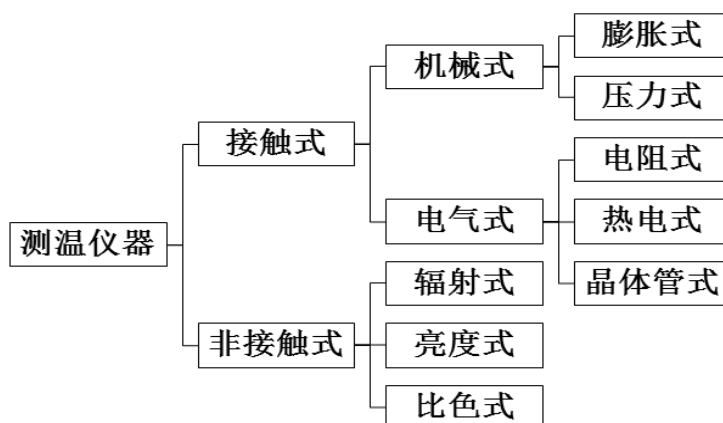 膨胀式
机械式
压力式
接触式
电阻式
电气式
热电式
测温仪器
晶体管式
辐射式
非接触式
亮度式
比色式